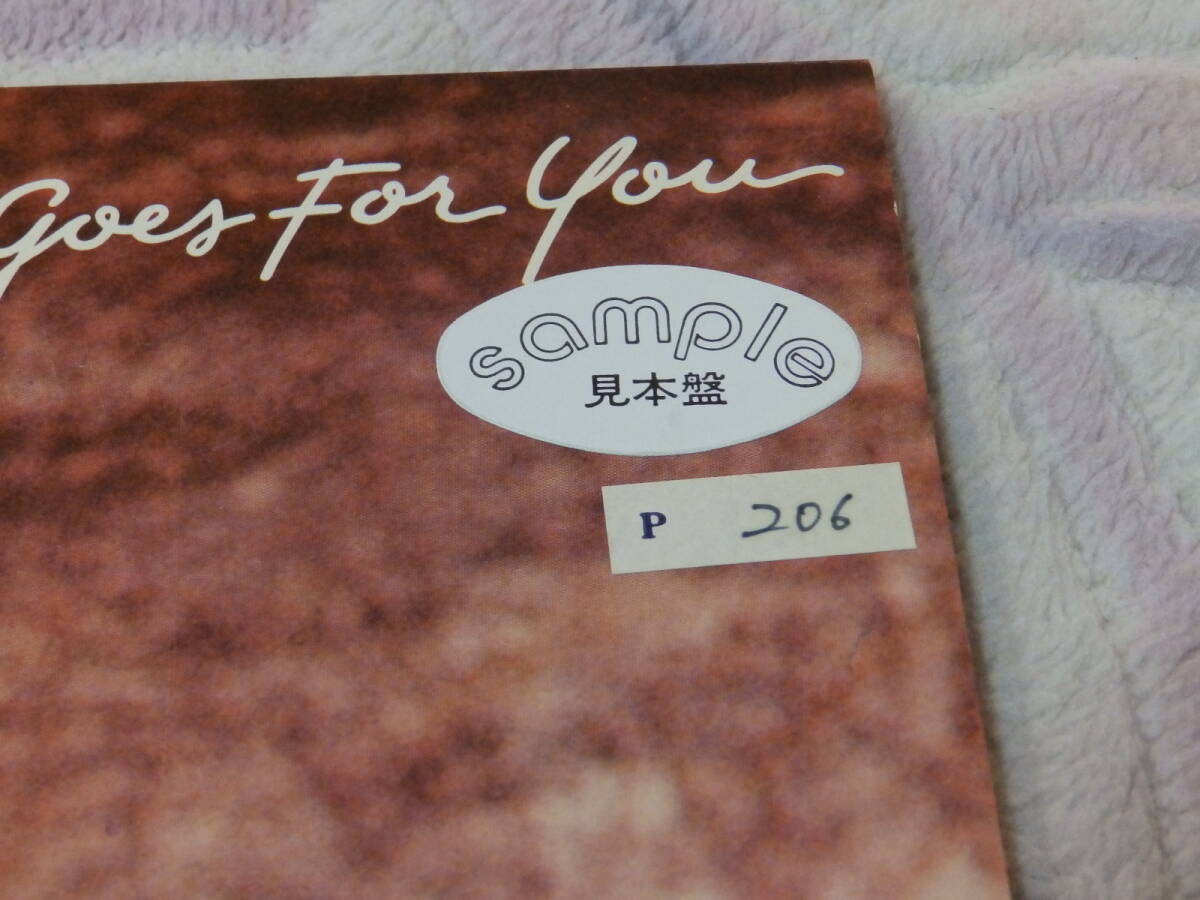 Goes For You
sample
見本盤
P 206